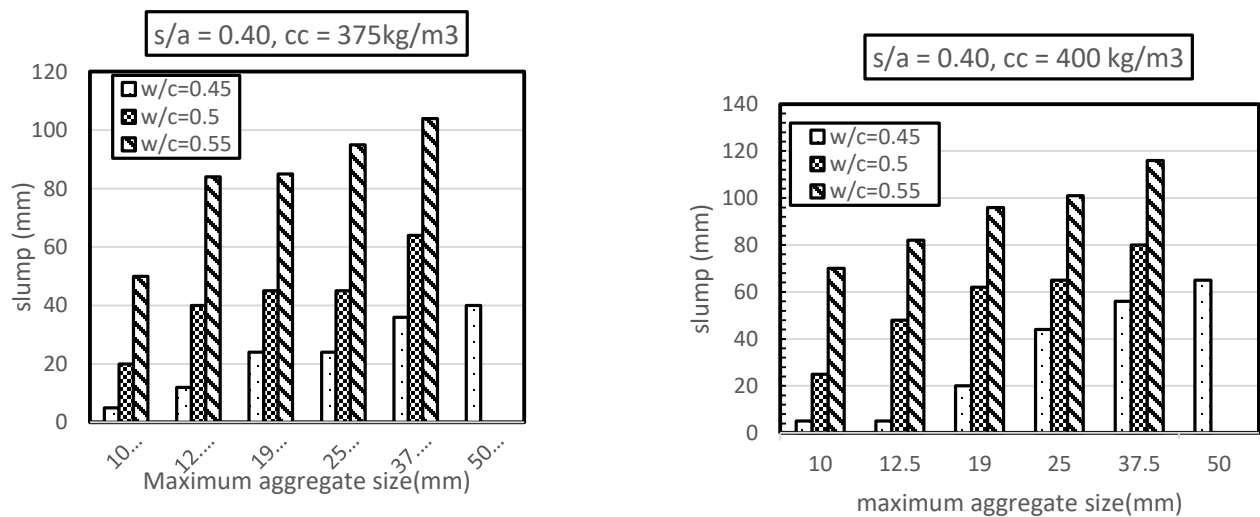 s/a = 0.40, cc = 375kg/m3
120
100
80
60
40
20
0
slump (mm)
w/c=0.45
w/c=0.5
w/c=0.55
10...
12...
19...
25...
37...
50...
Maximum aggregate size(mm)
s/a = 0.40, cc = 400 kg/m3
140
120
100
80
60
40
20
0
slump (mm)
w/c=0.45
w/c=0.5
w/c=0.55
10 12.5 19 25 37.5 50
maximum aggregate size(mm)